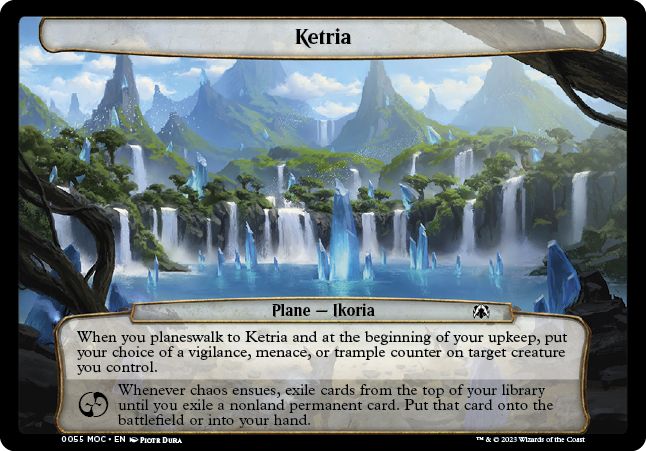 Ketria
Plane — Ikoria
When you planeswalk to Ketria and at the beginning of your upkeep, put
your choice of a vigilance, menace, or trample counter on target creature
you control.
Whenever chaos ensues, exile cards from the top of your library
until you exile a nonland permanent card. Put that card onto the
battlefield or into your hand.
0055 MOC • EN Piotr Dura
™ & © 2023 Wizards of the Coast